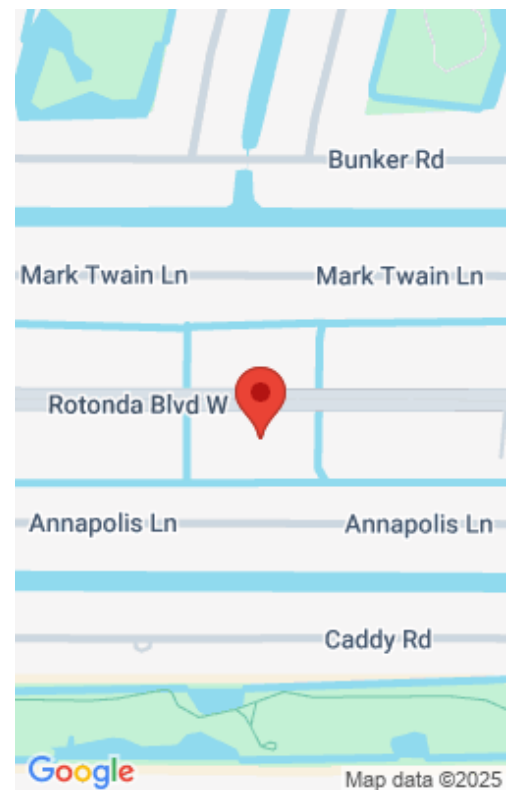 Bunker Rd
Mark Twain Ln
Mark Twain Ln
Rotonda Blvd W
Annapolis Ln
Annapolis Ln
Caddy Rd
Google
Map data ©2025